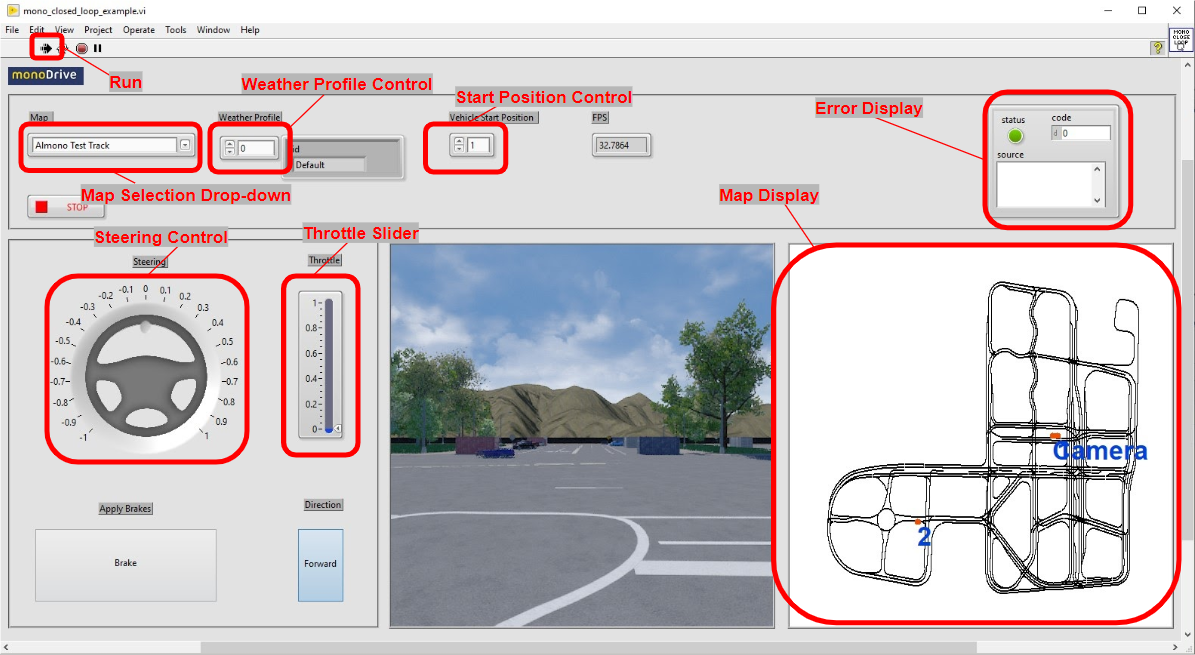 mono_closed_loop_example.vi
File Edit View Project Operate Tools Window Help
MONO
CLOSE
LOOP
monoDrive
Run
Weather Profile Control
Start Position Control
Error Display
Map
Weather Profile
Vehicle Start Position
FPS
status
code
Almono Test Track
0
id
Default
1
32.7864
d 0
source
Map Selection Drop-down
STOP
Map Display
Steering Control
Throttle Slider
Steering
Throttle
-1
-0.9
-0.8
-0.7
-0.6
-0.5
-0.4
-0.3
-0.2
-0.1
0
0.1
0.2
0.3
0.4
0.5
0.6
0.7
0.8
0.9
1
1
0.8
0.6
0.4
0.2
0
Camera
2
Apply Brakes
Direction
Brake
Forward